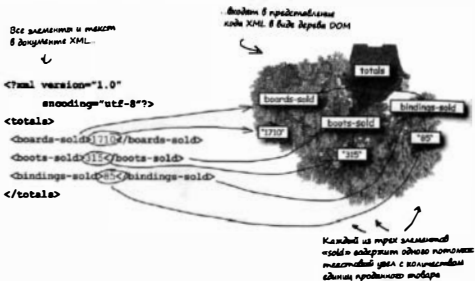 Все элементы и текст
в документе XML...
...входят в представление
кода XML в виде дерева DOM
<?xml version="1.0"
encoding="utf-8"?>
<totals>
<boards-sold>1710</boards-sold>
<boots-sold>315</boots-sold>
<bindings-sold>85</bindings-sold>
</totals>
totals
boards-sold
bindings-sold
boots-sold
"1710"
"315"
"85"
Каждый из трех элементов
«sold» содержит одного потомка:
текстовый узел с количеством
единиц проданного товара